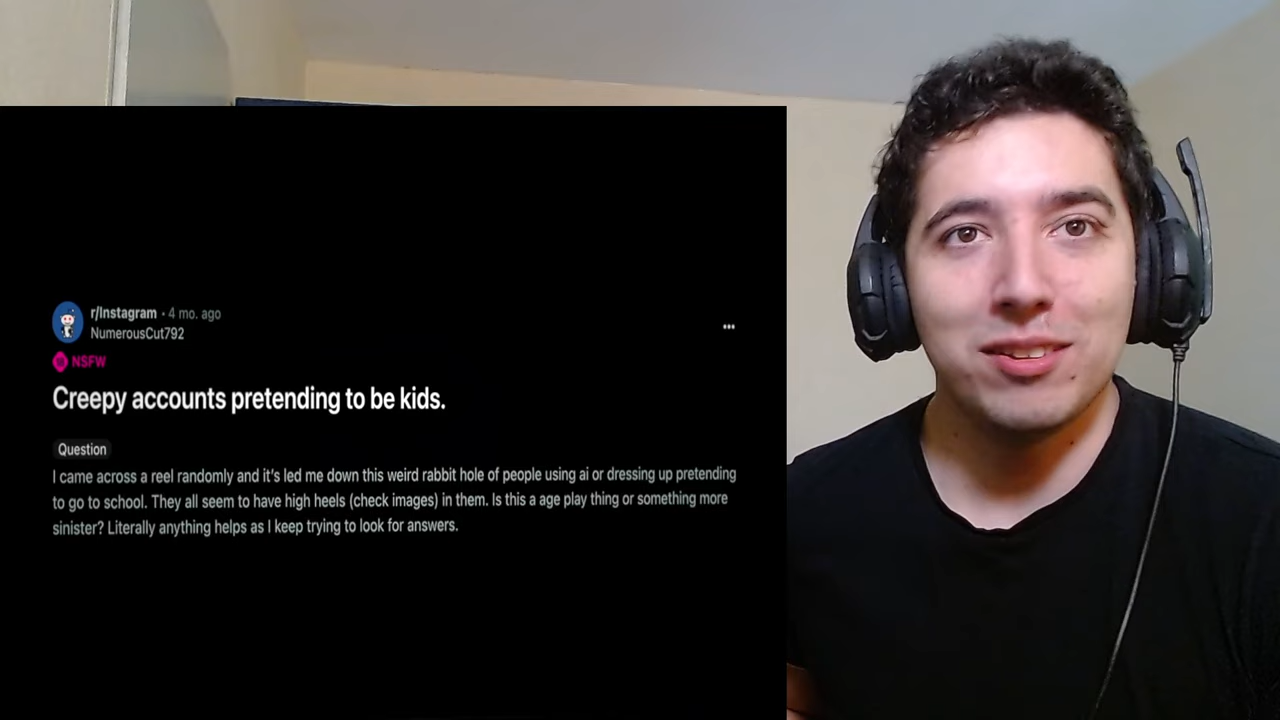 r/Instagram • 4 mo. ago
NumerousCut792
NSFW
Creepy accounts pretending to be kids.
Question
I came across a reel randomly and it's led me down this weird rabbit hole of people using ai or dressing up pretending
to go to school. They all seem to have high heels (check images) in them. Is this a age play thing or something more
sinister? Literally anything helps as I keep trying to look for answers.